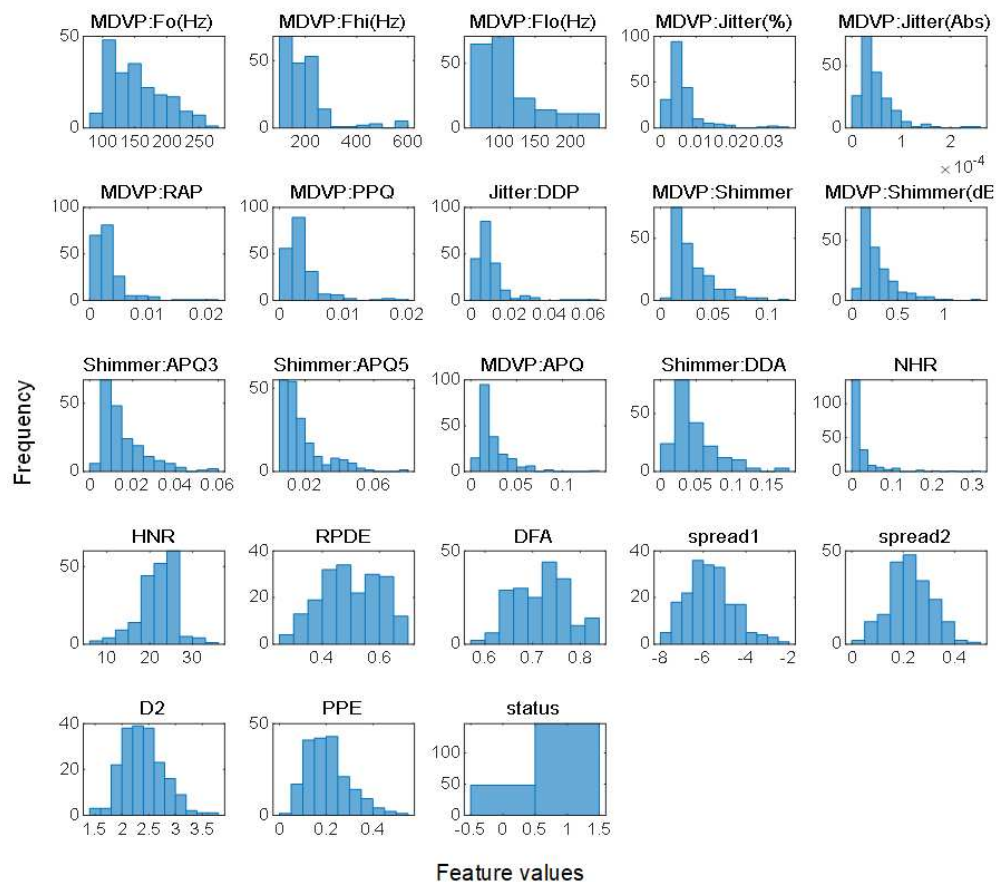 MDVP:Fo(Hz) MDVP:Fhi(Hz) MDVP:Flo(Hz) MDVP:Jitter(%) MDVP:Jitter(Abs)
50 50 50 100 50
0 0 0 50 0
100 150 200 250 200 400 600 100 150 200 0 0 0.01 0.02 0.03 0 1 2
× 10-4
MDVP:RAP MDVP:PPQ Jitter:DDP MDVP:Shimmer MDVP:Shimmer(dB
100 100 100 50 50
50 50 50 0 0
0 0 0
0 0.01 0.02 0 0.01 0.02 0 0.02 0.04 0.06 0 0.05 0.1 0 0.5 1
Shimmer:APQ3 Shimmer:APQ5 MDVP:APQ Shimmer:DDA NHR
50 50 100 50 100
0 0 50 0 50
0 0
0 0.02 0.04 0.06 0.02 0.04 0.06 0 0.05 0.1 0 0.05 0.1 0.15 0 0.1 0.2 0.3
Frequency
HNR RPDE DFA spread1 spread2
50 40 40 40 50
0 20 20 20 0
0 0 0
10 20 30 0.4 0.6 0.6 0.7 0.8 -8 -6 -4 -2 0 0.2 0.4
D2 PPE status
40 50 100
20 0 50
0 0
1.5 2 2.5 3 3.5 0 0.2 0.4 -0.5 0 0.5 1 1.5
Feature values